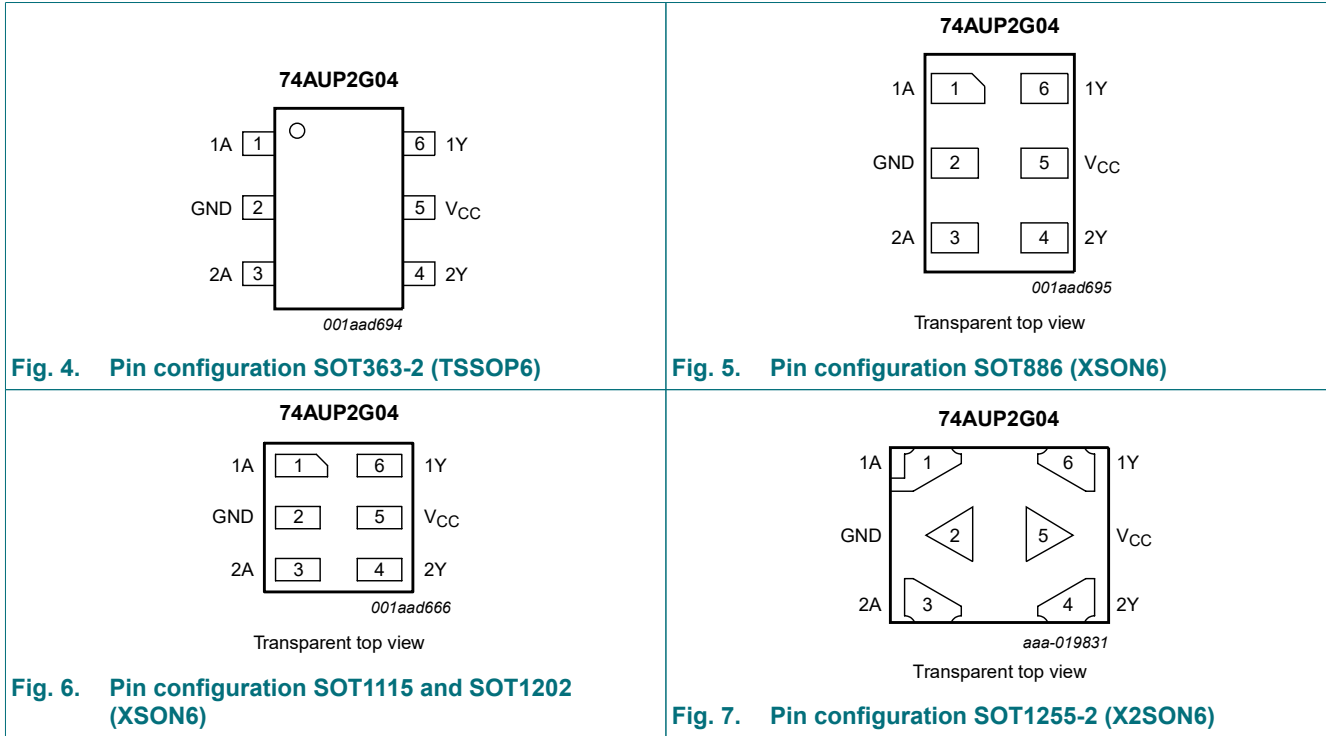 74AUP2G04
1A 1 6 1Y
GND 2 5 VCC
2A 3 4 2Y
001aad694
Fig. 4. Pin configuration SOT363-2 (TSSOP6)
74AUP2G04
1A 1 6 1Y
GND 2 5 VCC
2A 3 4 2Y
001aad695
Transparent top view
Fig. 5. Pin configuration SOT886 (XSON6)
74AUP2G04
1A 1 6 1Y
GND 2 5 VCC
2A 3 4 2Y
001aad666
Transparent top view
Fig. 6. Pin configuration SOT1115 and SOT1202
(XSON6)
74AUP2G04
1A 1 6 1Y
GND 2 5 VCC
2A 3 4 2Y
aaa-019831
Transparent top view
Fig. 7. Pin configuration SOT1255-2 (X2SON6)